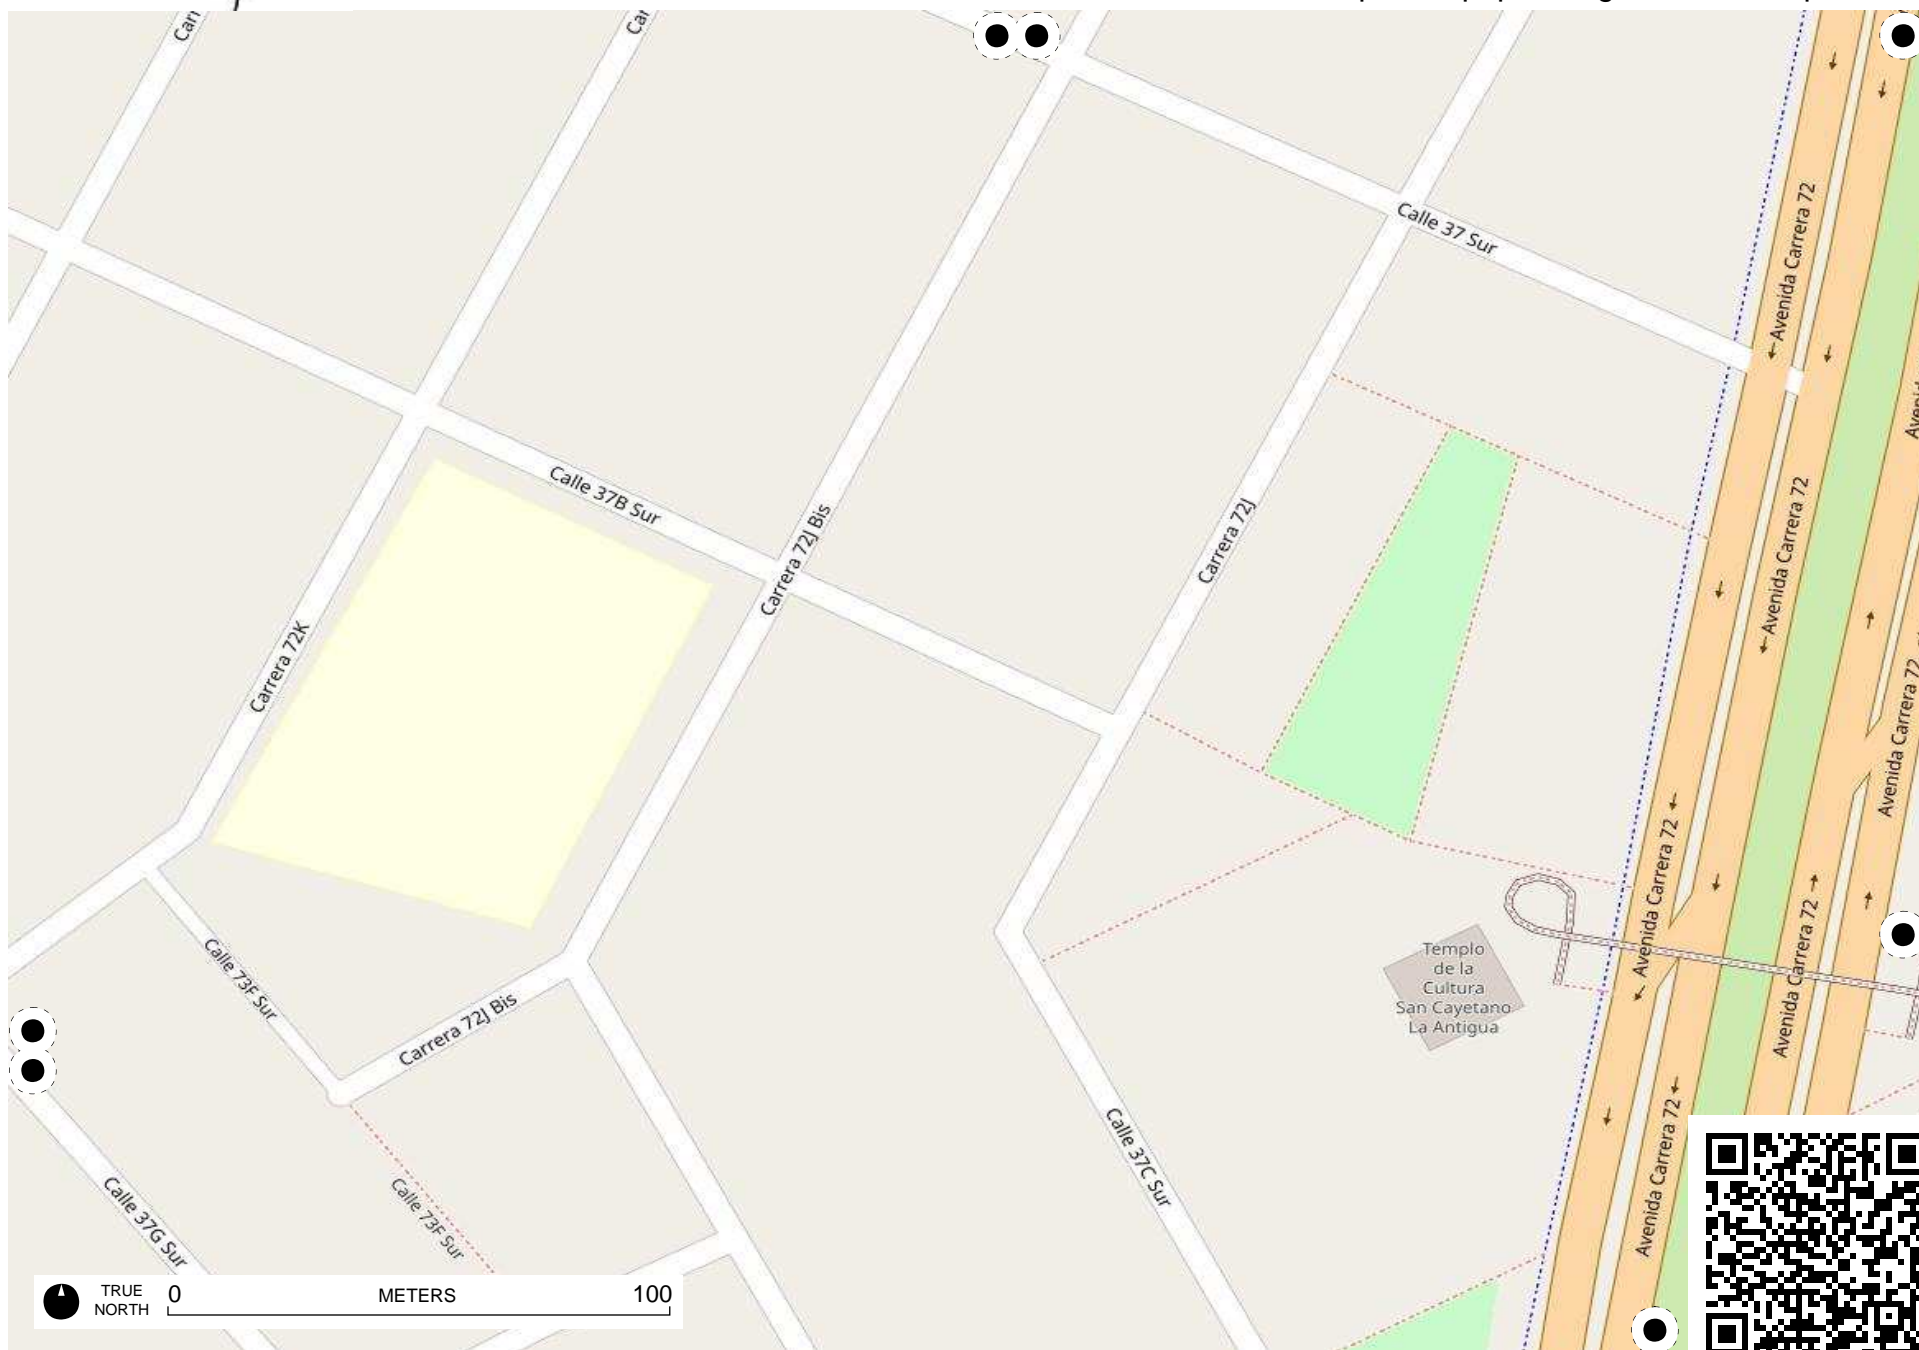 Carr
Car
Calle 37 Sur
Avenida Carrera 72
Avenida Carrera 72
Calle 37B Sur
Carrera 72J Bis
Carrera 72J
Carrera 72K
Avenida Carrera 72
Avenida Carrera 72
Calle 73F Sur
Carrera 72J Bis
Templo
de la
Cultura
San Cayetano
La Antigua
Avenida Carrera 72
Calle 37C Sur
Avenida Carrera 72
Calle 37G Sur
Calle 73F Sur
TRUE
NORTH
0
METERS
100